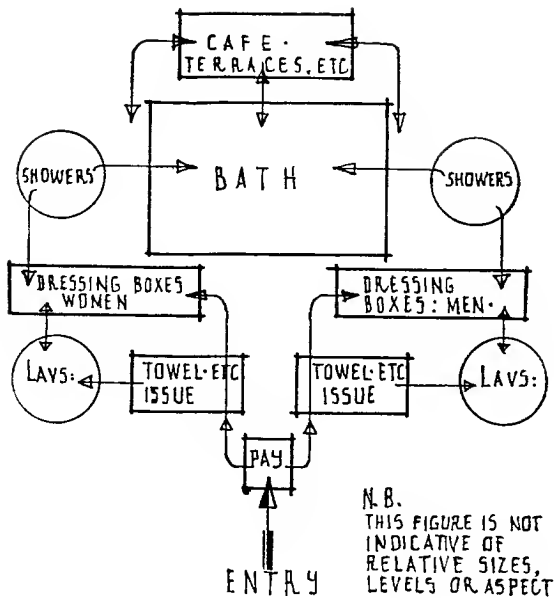 CAFE·
TERRACES. ETC
BATH
SHOWERS
SHOWERS
DRESSING BOXES
WOMEN
DRESSING
BOXES: MEN·
LAVS:
TOWEL·ETC
ISSUE
TOWEL·ETC
ISSUE
LAVS:
PAY
N.B.
THIS FIGURE IS NOT
INDICATIVE OF
RELATIVE SIZES,
LEVELS OR ASPECT
ENTRY